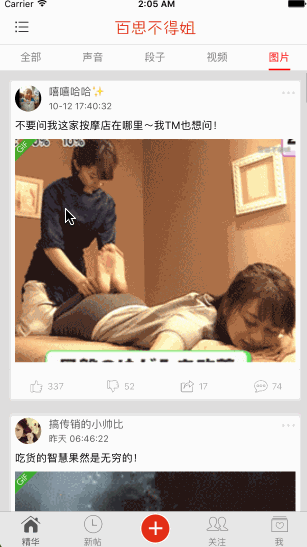 Carrier 2:05 AM
百思不得姐
全部 声音 段子 视频 图片
嘻嘻哈哈✨
10-12 17:40:32
不要问我这家按摩店在哪里～我TM也想问！
GIF
337 52 17 74
搞传销的小帅比
昨天 06:46:22
吃货的智慧果然是无穷的！
GIF
精华 新帖 关注 我